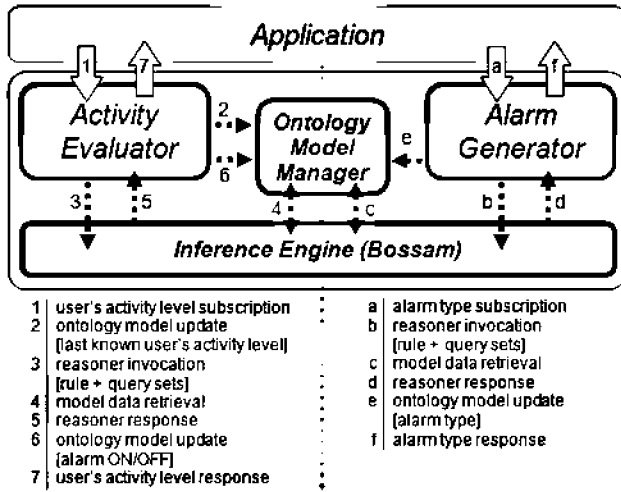 Application
1
7
a
f
Activity
Evaluator
2
6
Ontology
Model
Manager
e
Alarm
Generator
3
5
4
c
b
d
Inference Engine (Bossam)
1 user's activity level subscription
2 ontology model update
[last known user's activity level]
3 reasoner invocation
[rule + query sets]
4 model data retrieval
5 reasoner response
6 ontology model update
[alarm ON/OFF]
7 user's activity level response
a alarm type subscription
b reasoner invocation
[rule + query sets]
c model data retrieval
d reasoner response
e ontology model update
[alarm type]
f alarm type response